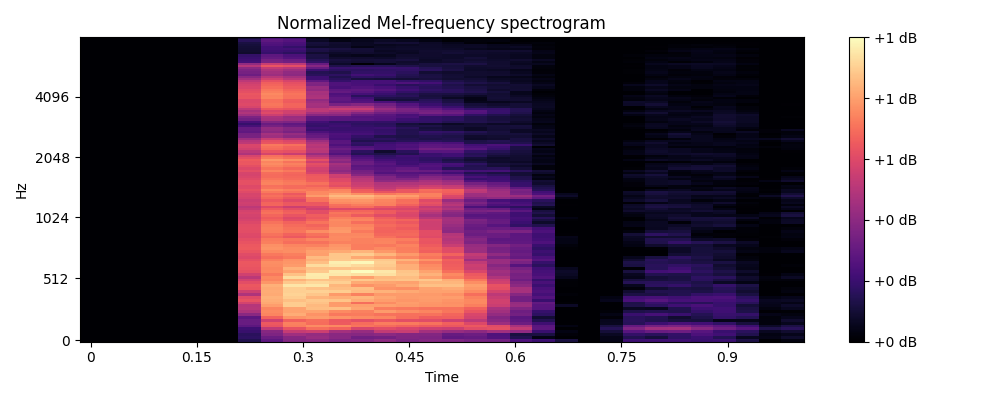 Normalized Mel-frequency spectrogram
+1 dB
+1 dB
+1 dB
+0 dB
+0 dB
+0 dB
4096
2048
1024
512
0
Hz
0
0.15
0.3
0.45
0.6
0.75
0.9
Time